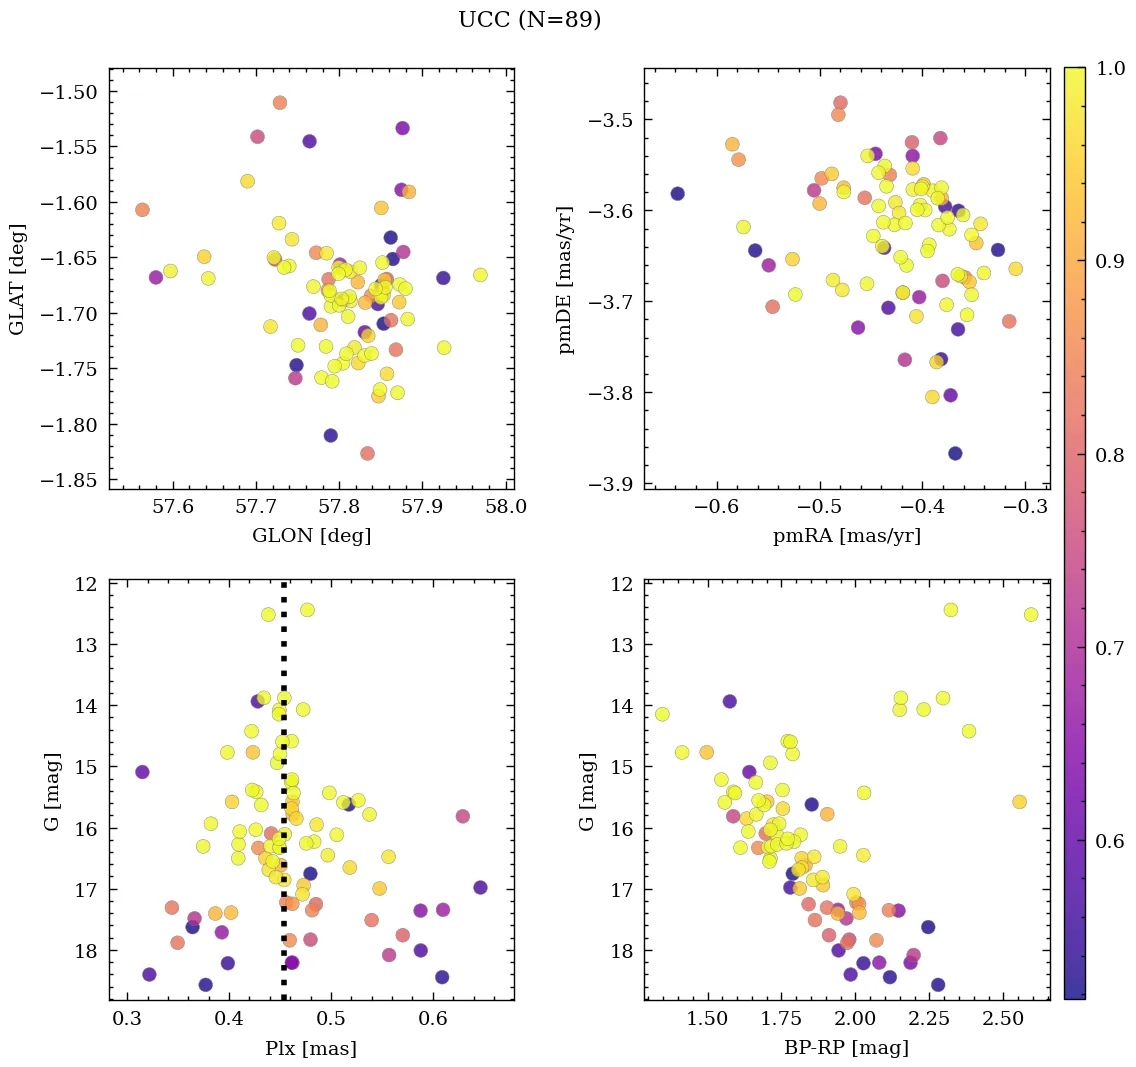 UCC (N=89)
−1.50
−1.55
−1.60
−1.65
−1.70
−1.75
−1.80
−1.85
GLAT [deg]
57.6 57.7 57.8 57.9 58.0
GLON [deg]
−3.5
−3.6
−3.7
−3.8
−3.9
pmDE [mas/yr]
−0.6 −0.5 −0.4 −0.3
pmRA [mas/yr]
1.0
0.9
0.8
0.7
0.6
12
13
14
15
16
17
18
G [mag]
0.3 0.4 0.5 0.6
Plx [mas]
12
13
14
15
16
17
18
G [mag]
1.50 1.75 2.00 2.25 2.50
BP-RP [mag]